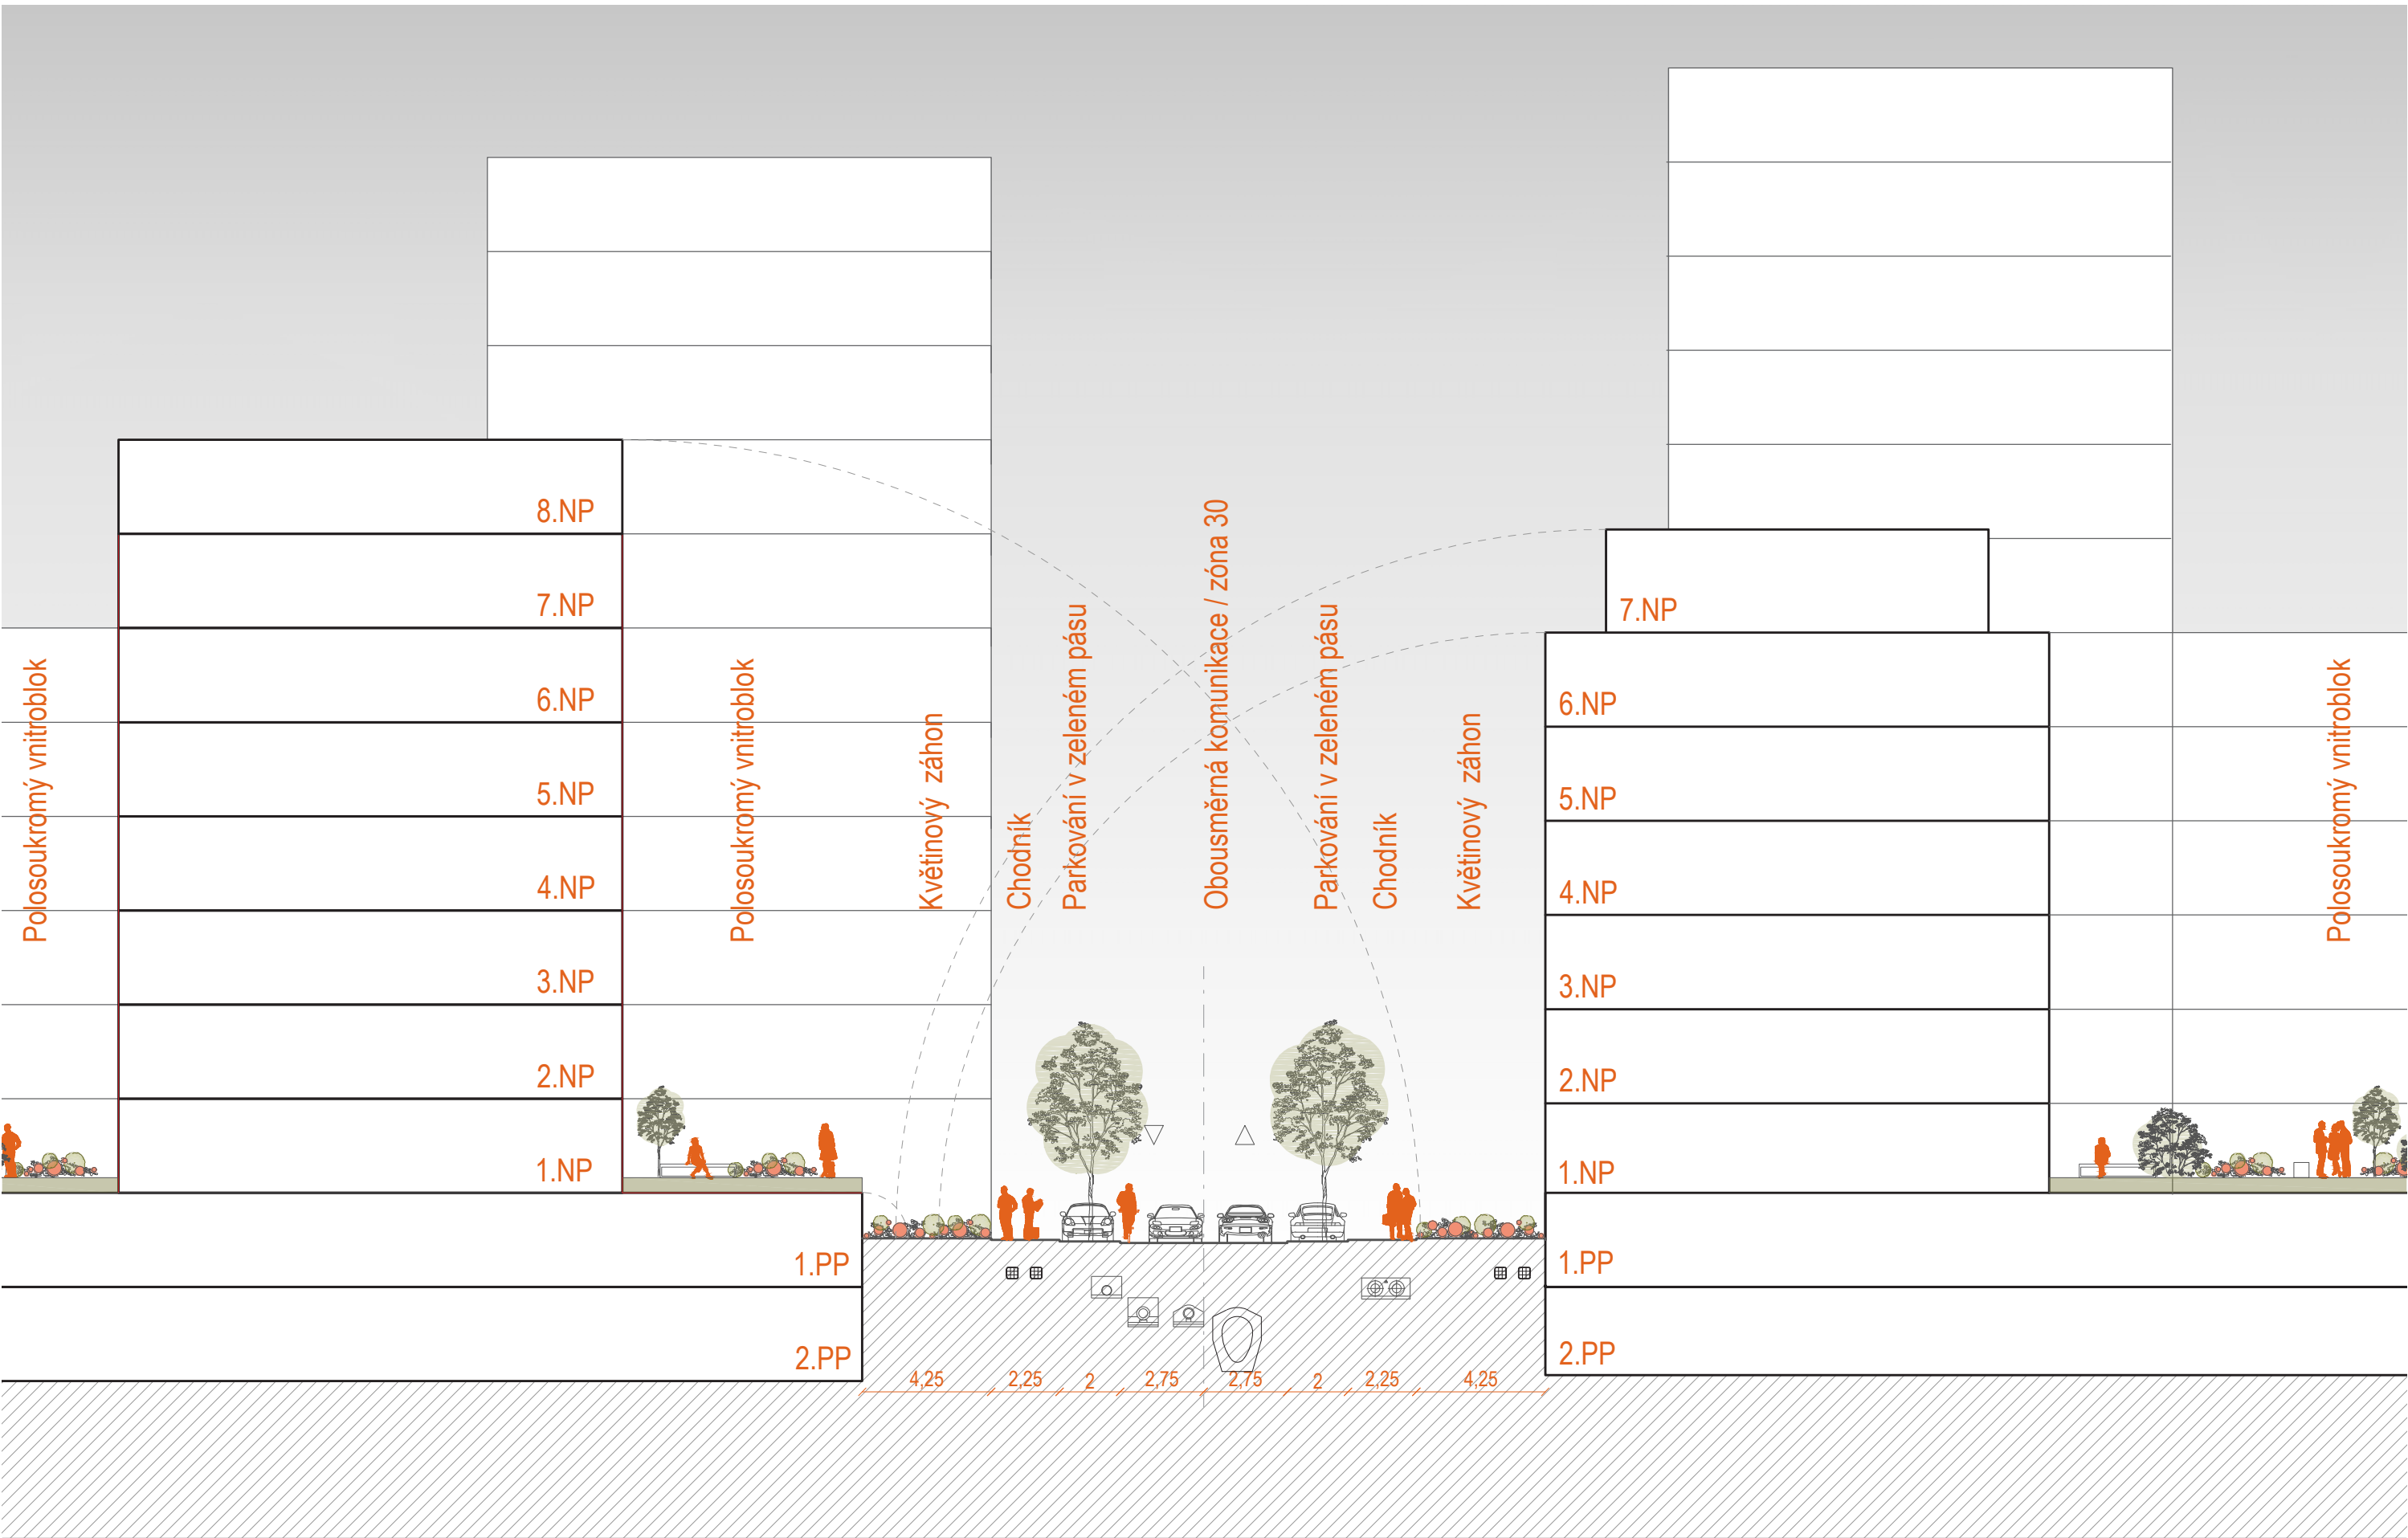 8.NP
7.NP
6.NP
5.NP
4.NP
3.NP
2.NP
1.NP
1.PP
2.PP
Polosoukromý vnitroblok
Polosoukromý vnitroblok
Květinový záhon
Chodník
Parkování v zeleném pásu
Obousměrná komunikace / zóna 30
Parkování v zeleném pásu
Chodník
Květinový záhon
7.NP
6.NP
5.NP
4.NP
3.NP
2.NP
1.NP
1.PP
2.PP
Polosoukromý vnitroblok
4,25 2,25 2 2,75 2,75 2 2,25 4,25